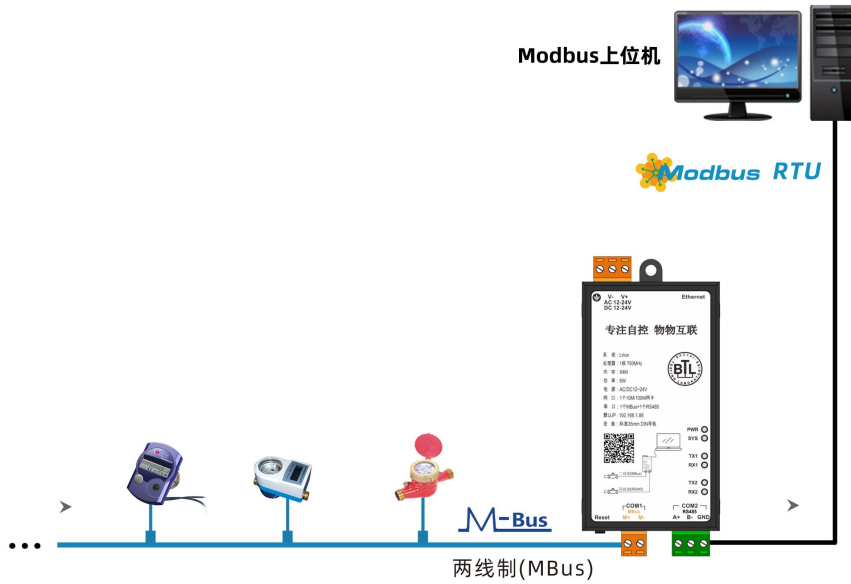 Modbus上位机
Modbus RTU
V- V+
AC 12-24V
DC 12-24V
Ethernet
专注自控 物物互联
系 统：Linux
处理器：1核 750MHz
内 存：64M
功 率：8W
电 源：AC/DC12~24V
网 口：1个10M/100M网卡
串 口：1个MBus+1个RS485
默认IP：192.168.1.88
安 装：标准35mm DIN导轨
BTL
PWR
SYS
TX1
RX1
TX2
RX2
COM1
MBus
M+ M-
COM2
RS485
A+ B- GND
Reset
M-Bus
两线制(MBus)